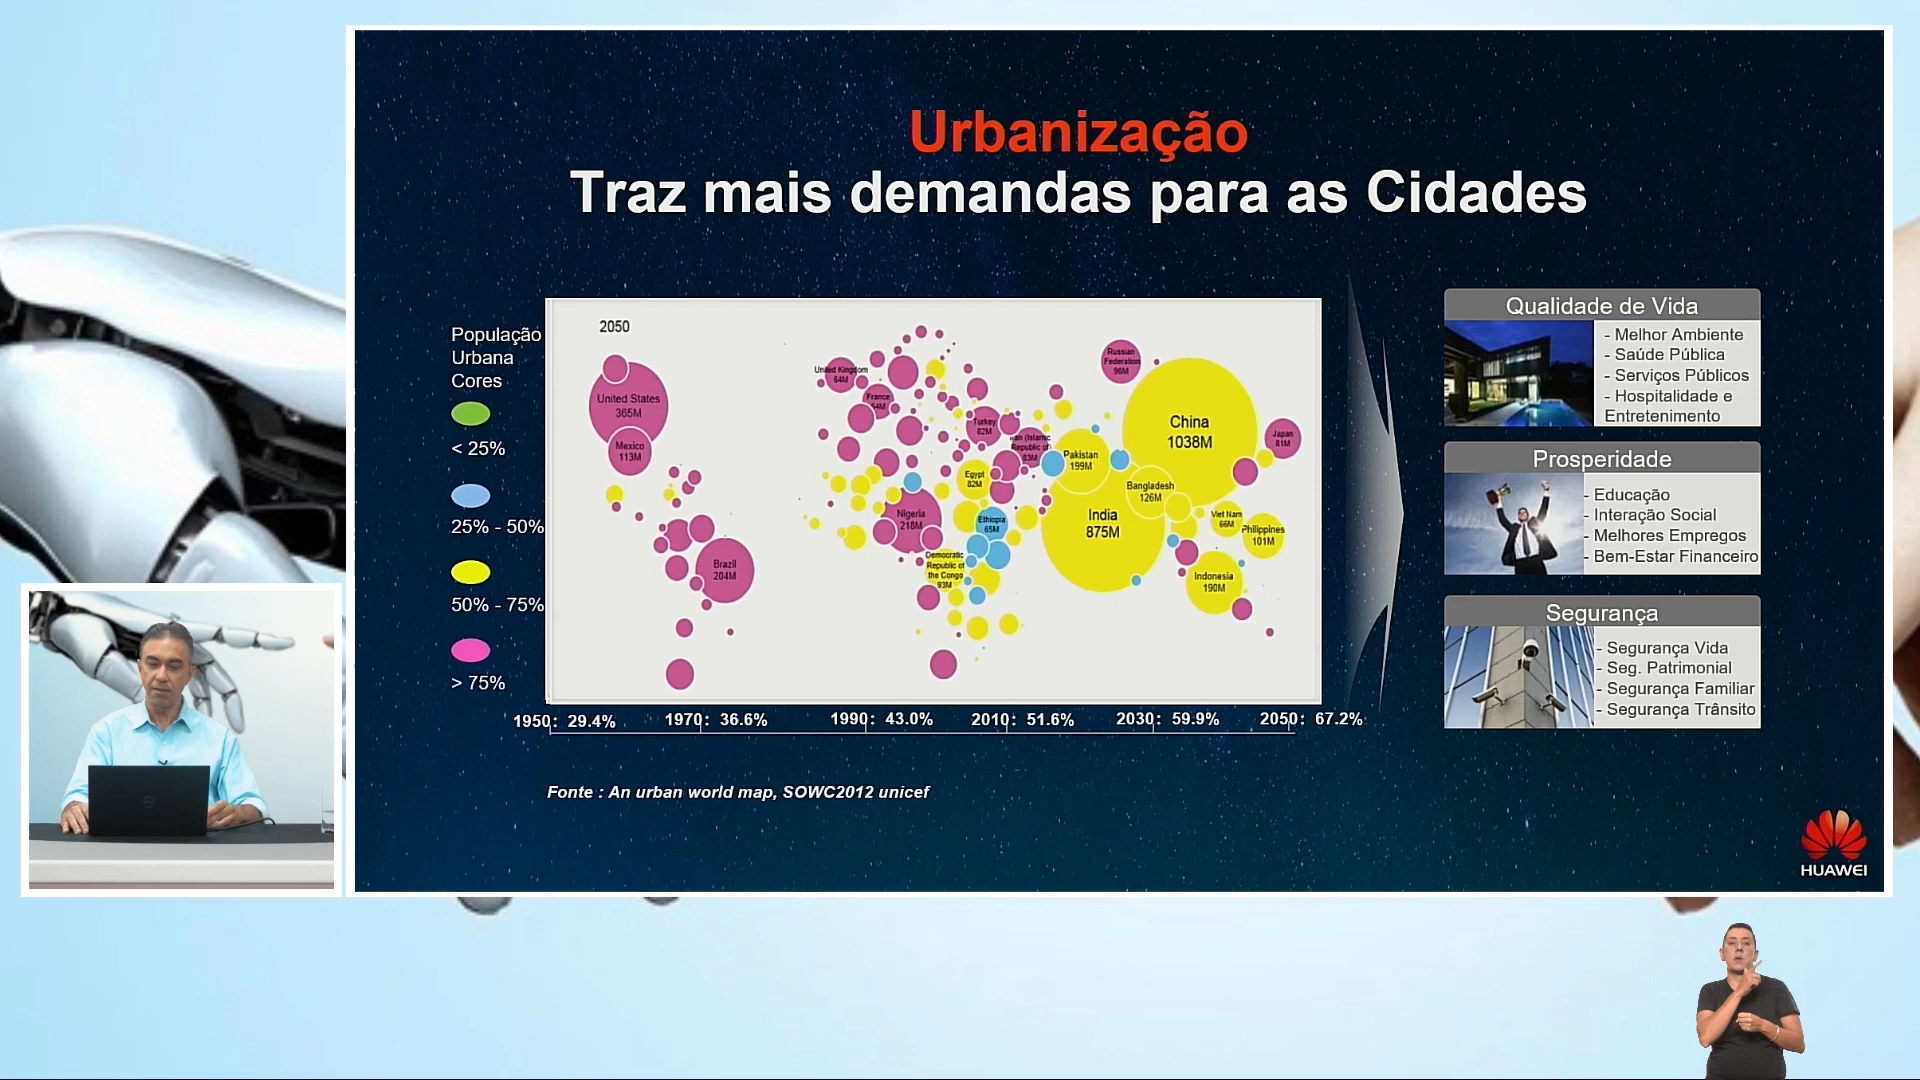 Urbanização
Traz mais demandas para as Cidades
População
Urbana
Cores
< 25%
25% - 50%
50% - 75%
> 75%
2050
United States
365M
Mexico
113M
Brazil
204M
United Kingdom
64M
France
Turkey
82M
Republic of
83M
Egypt
82M
Nigeria
218M
Ethiopia
65M
Democratic
Republic of
the Congo
93M
Russian
Federation
96M
China
1038M
Japan
81M
Pakistan
199M
Bangladesh
126M
India
875M
Viet Nam
66M
Philippines
101M
Indonesia
190M
1950: 29.4%
1970: 36.6%
1990: 43.0%
2010: 51.6%
2030: 59.9%
2050: 67.2%
Fonte : An urban world map, SOWC2012 unicef
Qualidade de Vida
- Melhor Ambiente
- Saúde Pública
- Serviços Públicos
- Hospitalidade e
Entretenimento
Prosperidade
- Educação
- Interação Social
- Melhores Empregos
- Bem-Estar Financeiro
Segurança
- Segurança Vida
- Seg. Patrimonial
- Segurança Familiar
- Segurança Trânsito
HUAWEI